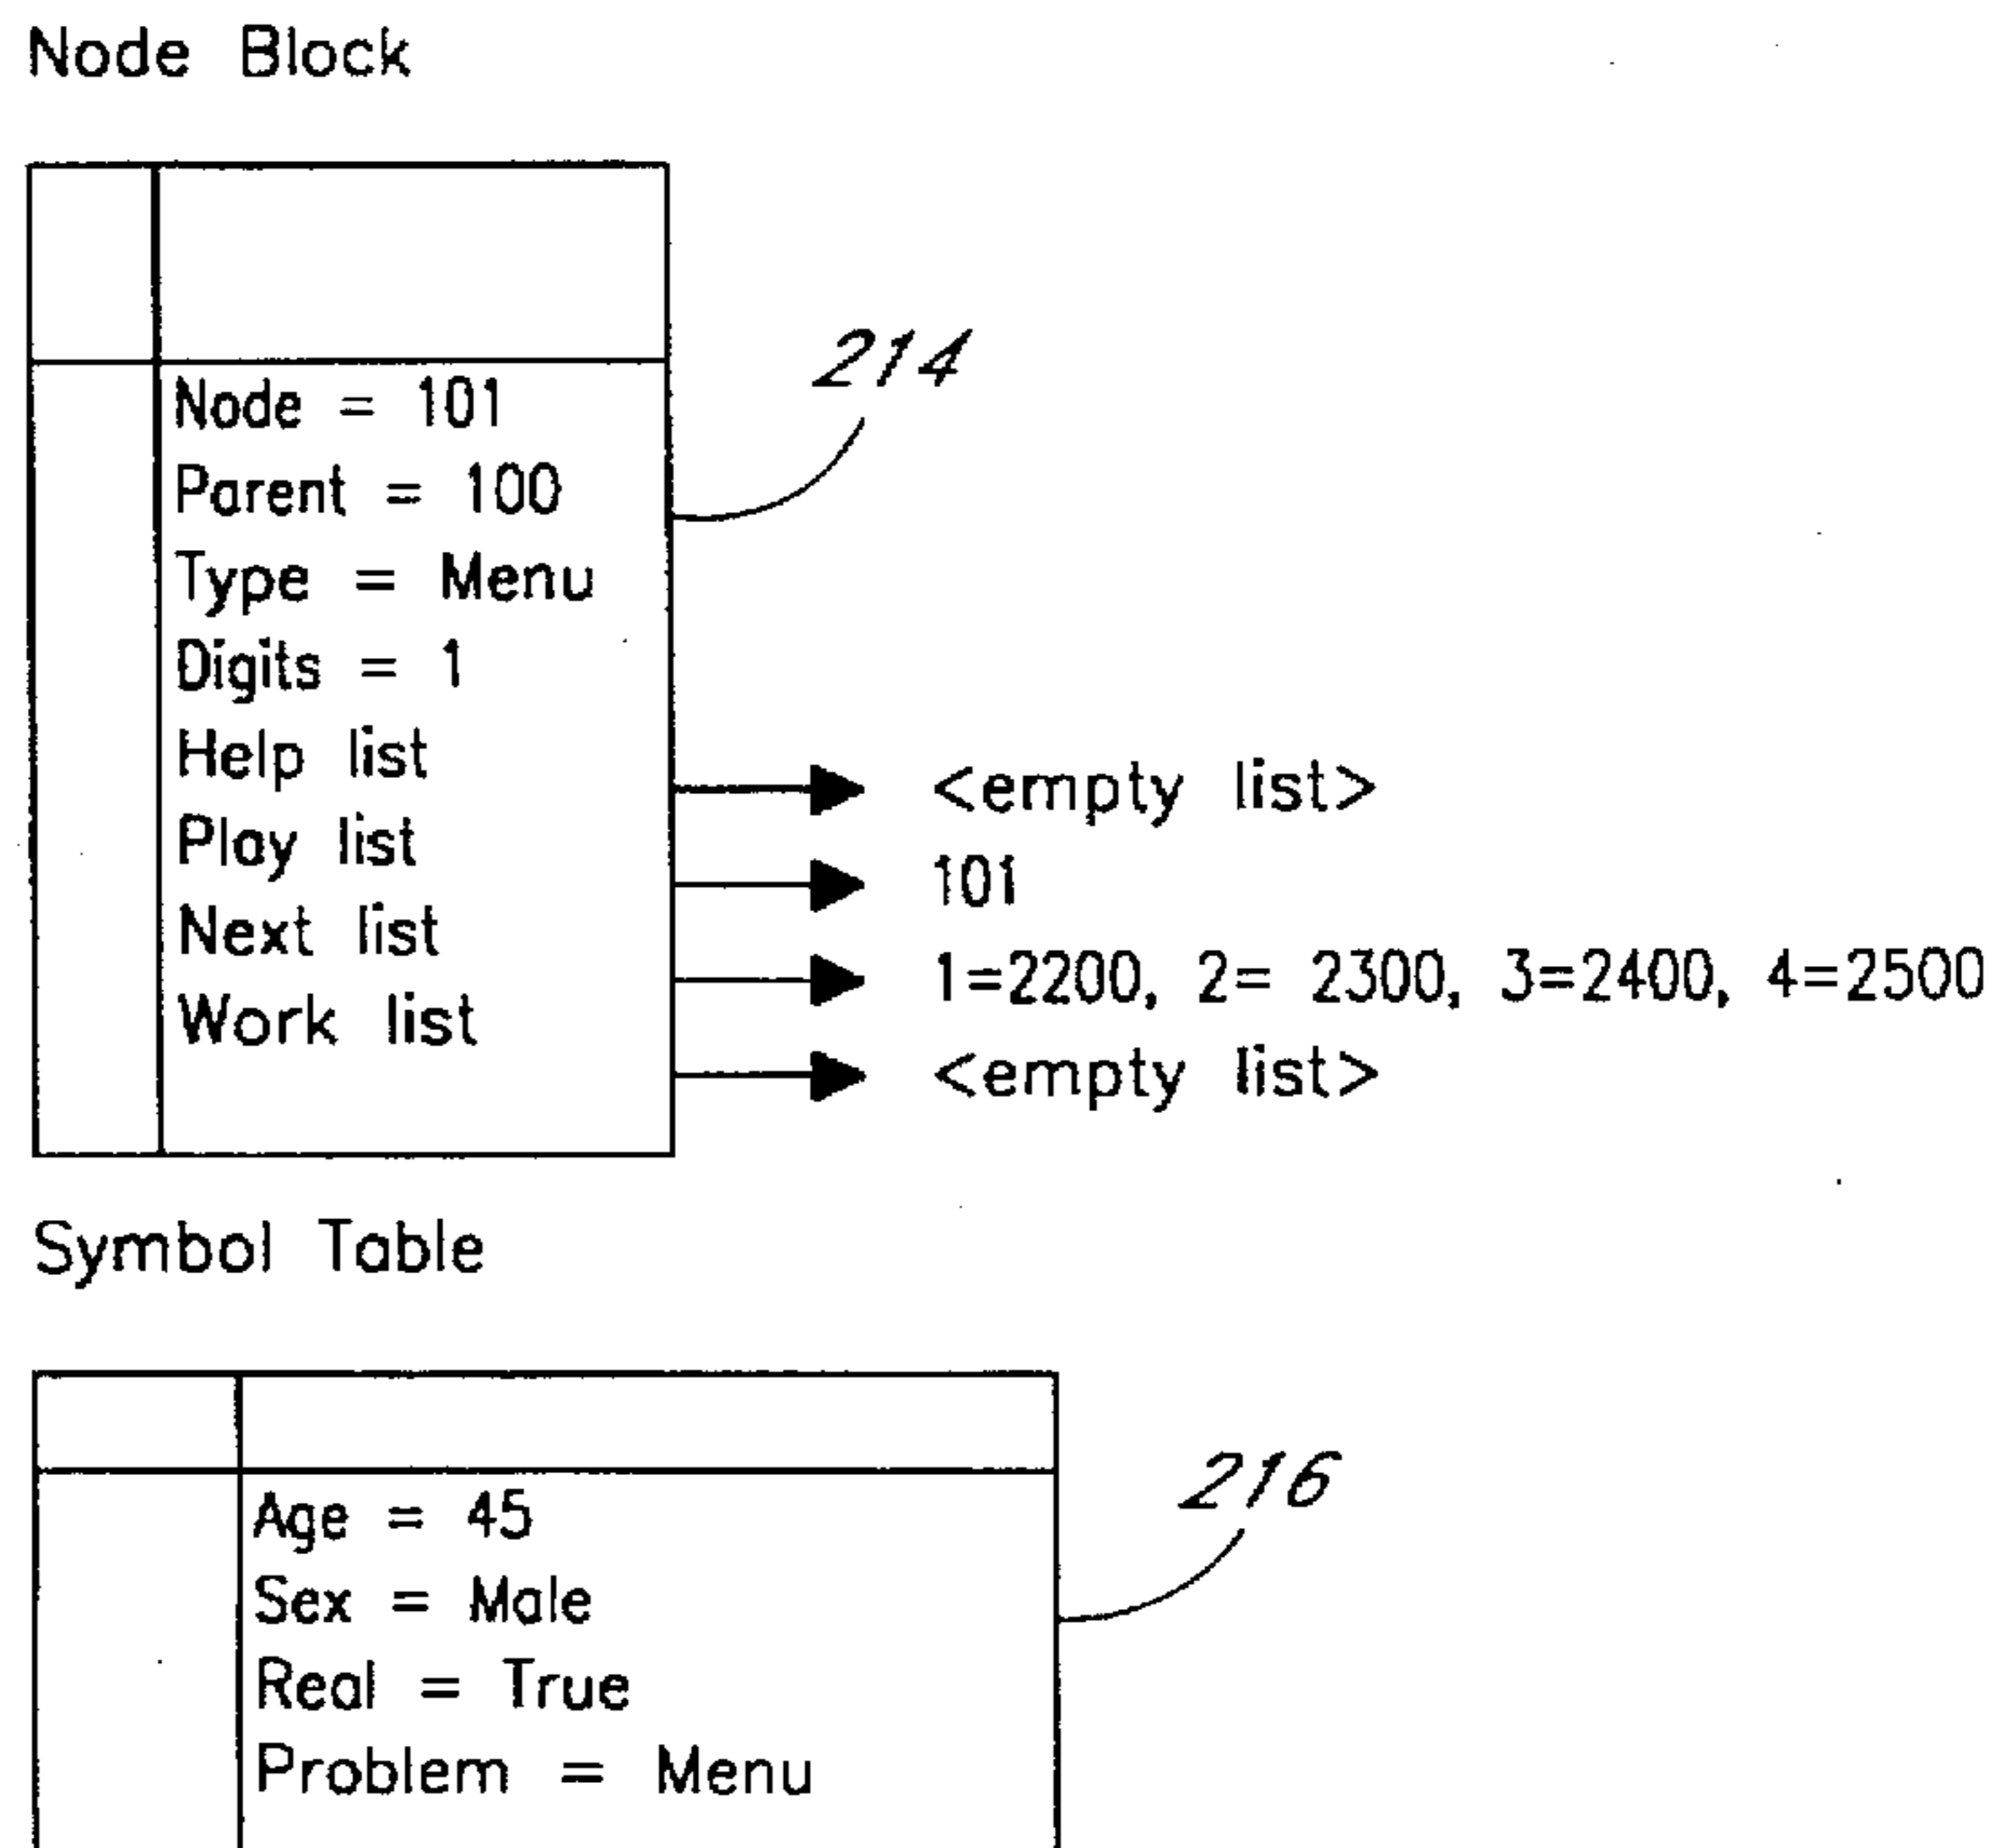 Node Block
214
Node = 101
Parent = 100
Type = Menu
Digits = 1
Help list
<empty list>
Play list
101
Next list
1=2200, 2= 2300, 3=2400, 4=2500
Work list
<empty list>
Symbol Table
216
Age = 45
Sex = Male
Real = True
Problem = Menu